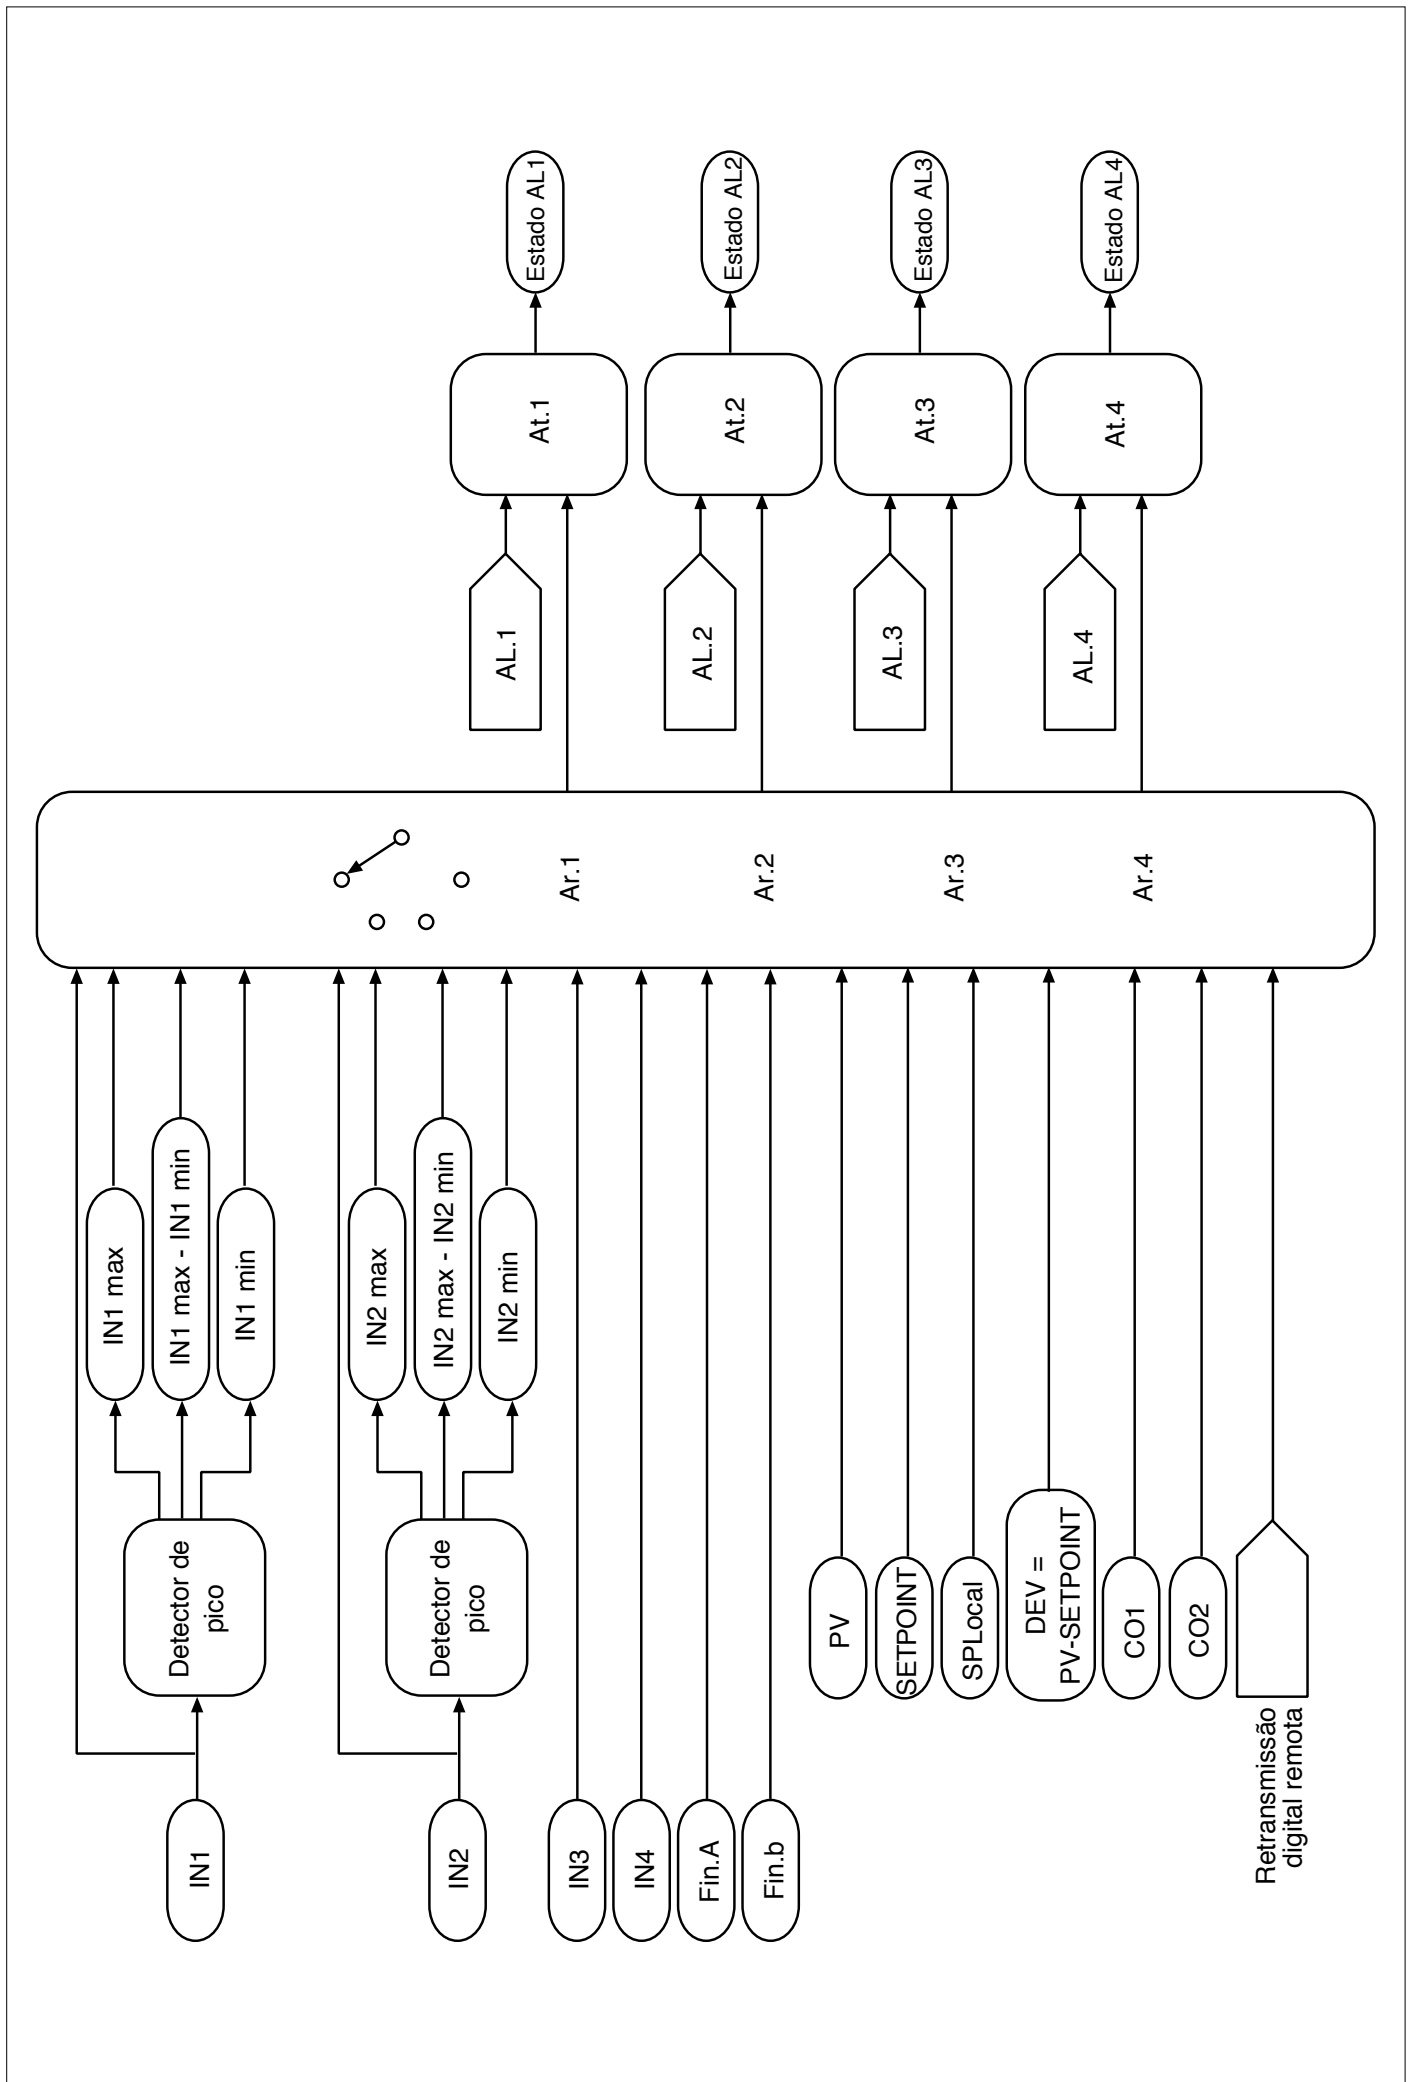 IN1
Detector de
pico
IN1 max
IN1 max - IN1 min
IN1 min
IN2
Detector de
pico
IN2 max
IN2 max - IN2 min
IN2 min
IN3
IN4
Fin.A
Fin.b
PV
SETPOINT
SPLocal
DEV =
PV-SETPOINT
CO1
CO2
Retransmissão
digital remota
Ar.1
Ar.2
Ar.3
Ar.4
AL.1
At.1
Estado AL1
AL.2
At.2
Estado AL2
AL.3
At.3
Estado AL3
AL.4
At.4
Estado AL4